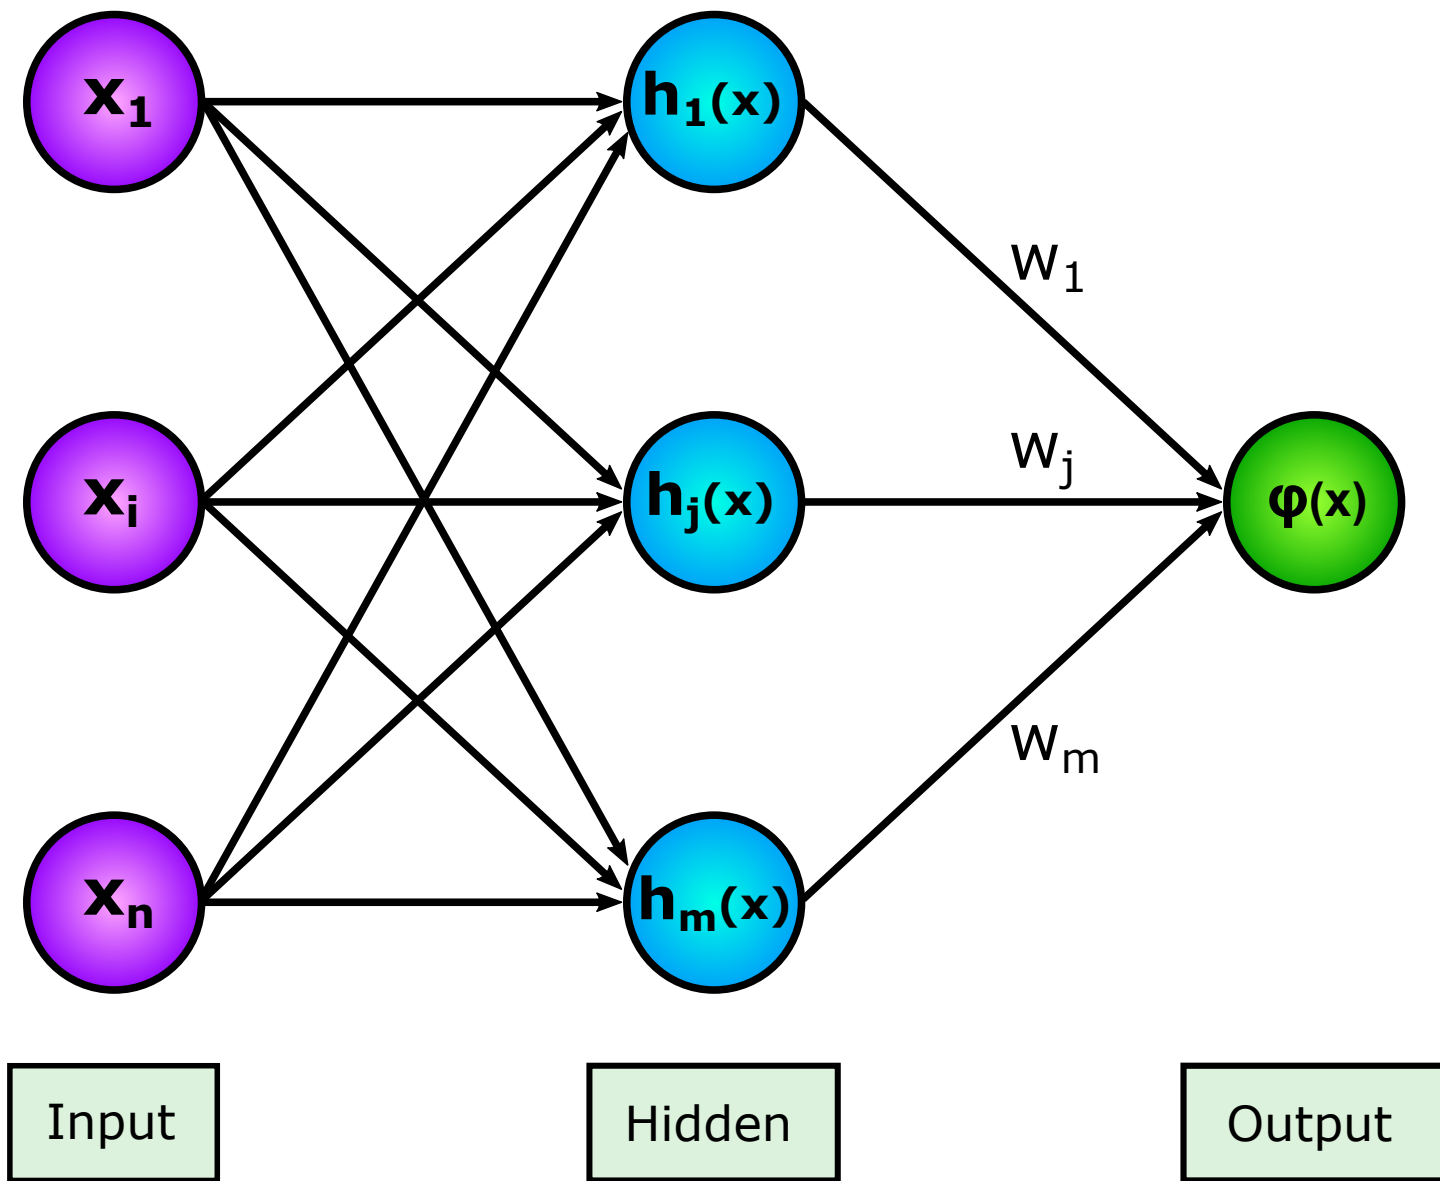 x₁
h₁(x)
w₁
xᵢ
hⱼ(x)
wⱼ
φ(x)
xₙ
hₘ(x)
wₘ
Input
Hidden
Output